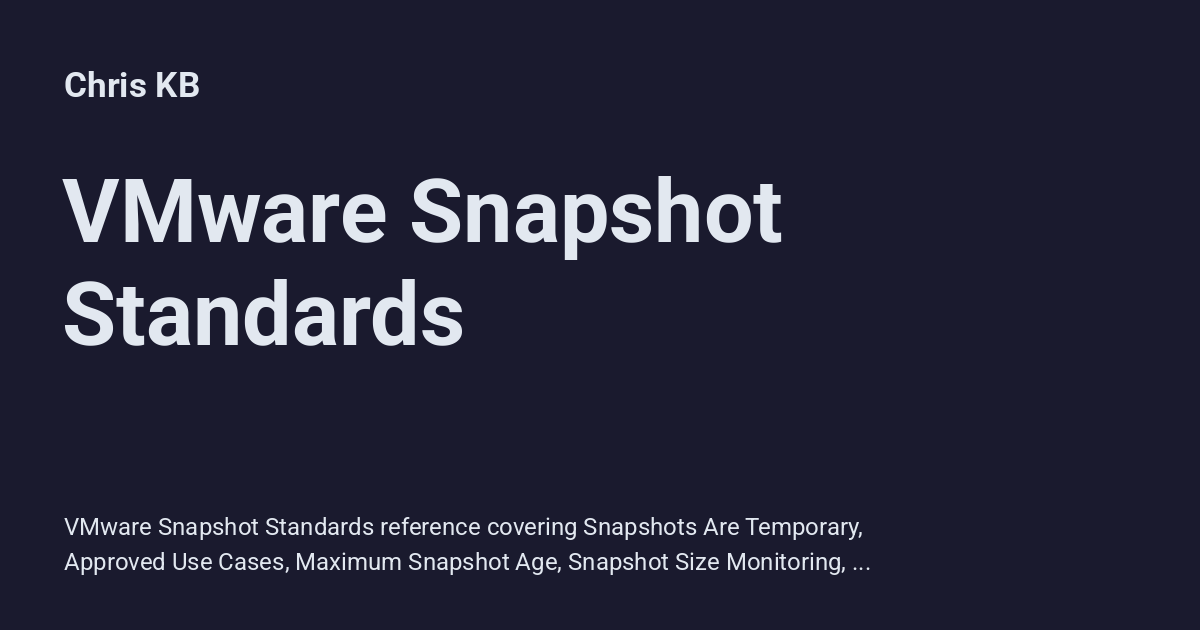 Chris KB
VMware Snapshot
Standards
VMware Snapshot Standards reference covering Snapshots Are Temporary,
Approved Use Cases, Maximum Snapshot Age, Snapshot Size Monitoring, ...